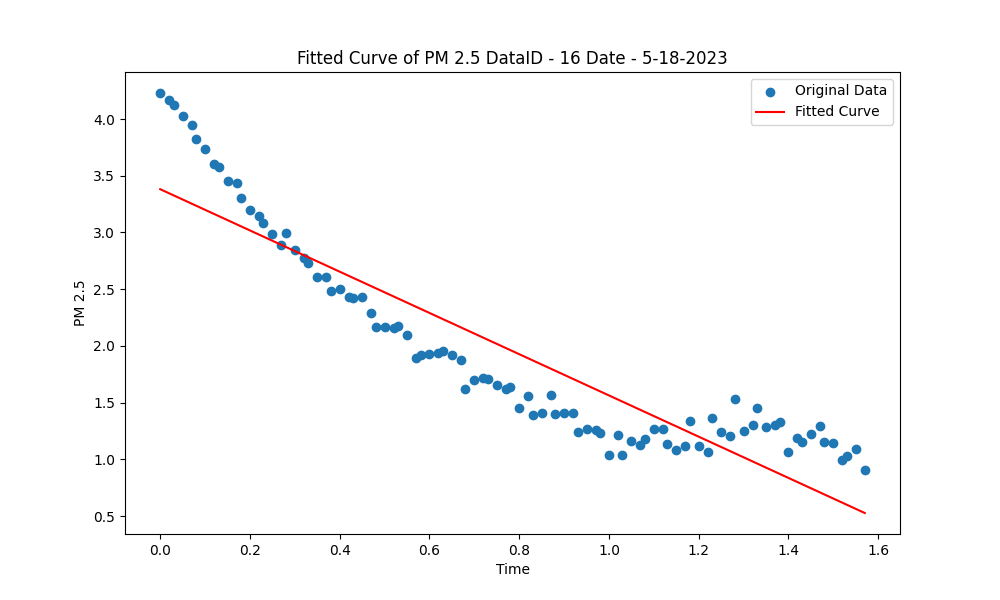 Fitted Curve of PM 2.5 DataID - 16 Date - 5-18-2023
Original Data
Fitted Curve
PM 2.5
4.0
3.5
3.0
2.5
2.0
1.5
1.0
0.5
0.0 0.2 0.4 0.6 0.8 1.0 1.2 1.4 1.6
Time